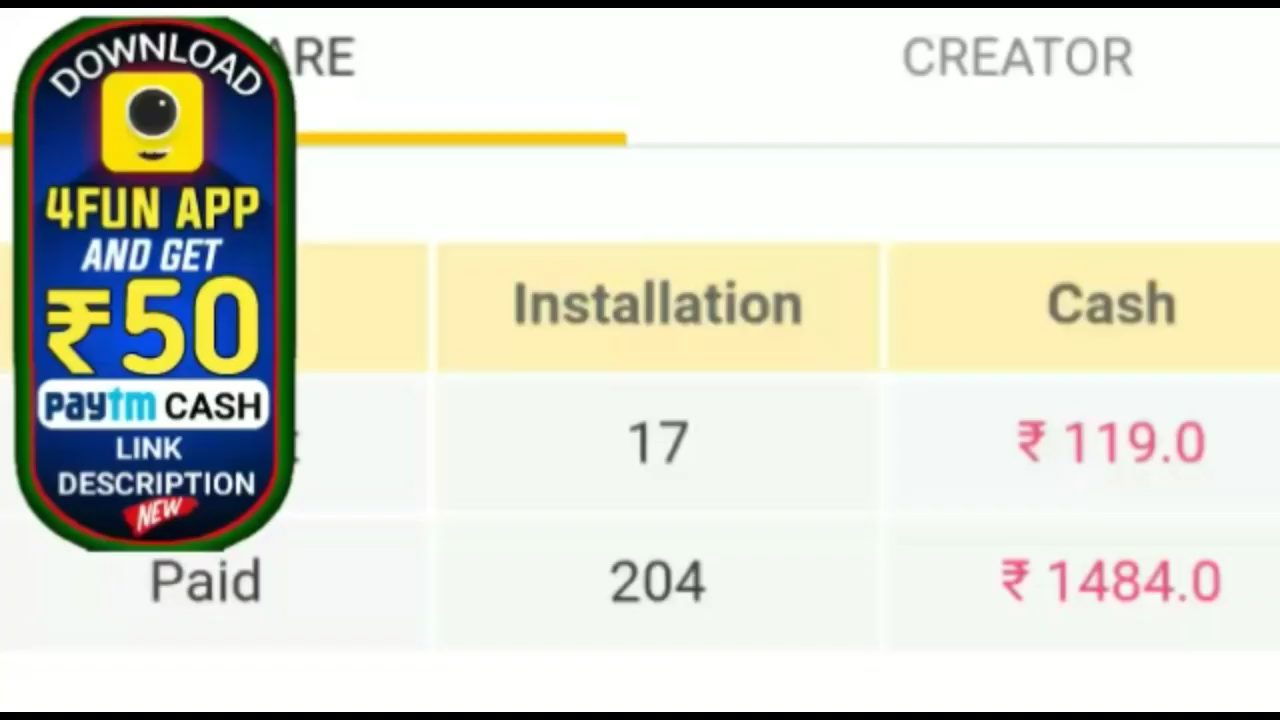 DOWNLOAD
4FUN APP
AND GET
₹50
paytm CASH
LINK
DESCRIPTION
NEW
ARE
CREATOR
Installation
Cash
17
₹ 119.0
Paid
204
₹ 1484.0